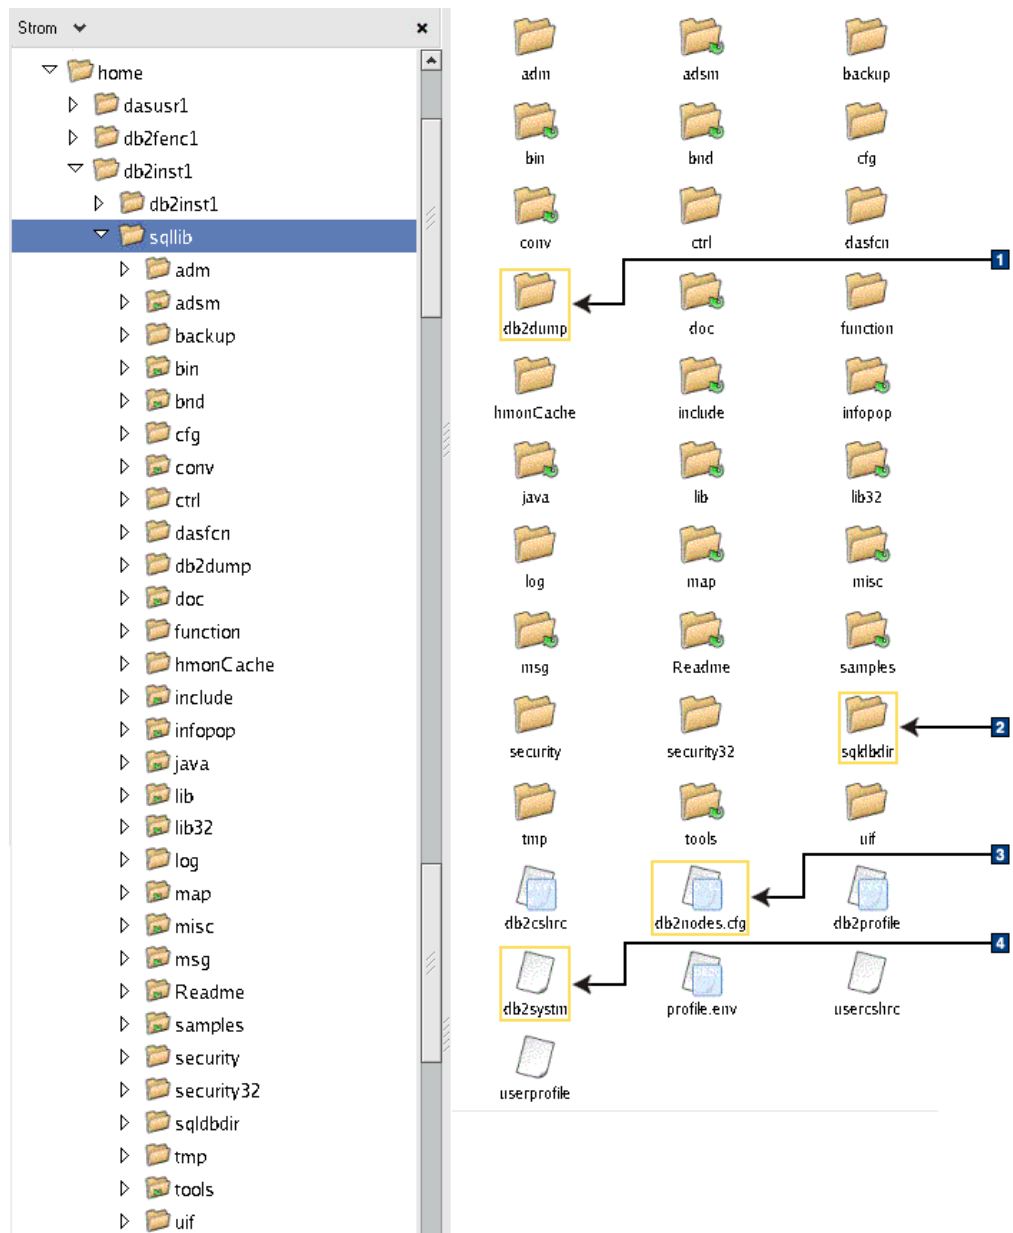 Strom
home
dasusr1
db2fenc1
db2inst1
db2inst1
sqllib
adm
adsm
backup
bin
bnd
cfg
conv
ctrl
dasfcn
db2dump
doc
function
hmonCache
include
infopop
java
lib
lib32
log
map
misc
msg
Readme
samples
security
security32
sqldbdir
tmp
tools
uif
adm adsm backup
bin bnd cfg
conv ctrl dasfcn
1
db2dump doc function
hmonCache include infopop
java lib lib32
log map misc
msg Readme samples
2
security security32 sqldbdir
tmp tools uif
3
db2cshrc db2nodes.cfg db2profile
4
db2systm profile.env usercshrc
userprofile